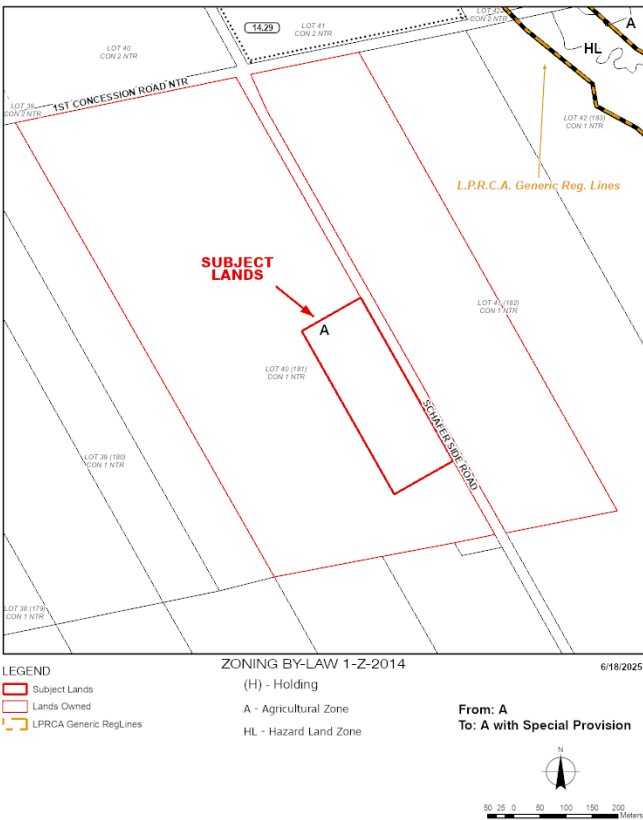 LOT 41
CON 2 NTR
14.29
LOT 42
CON 2 NTR
A
LOT 40
CON 2 NTR
HL
1ST CONCESSION ROAD NTR
LOT 39
CON 2 NTR
LOT 42 (183)
CON 1 NTR
L.P.R.C.A. Generic Reg. Lines
SUBJECT
LANDS
LOT 41 (182)
CON 1 NTR
A
LOT 40 (181)
CON 1 NTR
SCHAFER SIDE ROAD
LOT 39 (180)
CON 1 NTR
LOT 38 (179)
CON 1 NTR
LEGEND
Subject Lands
Lands Owned
LPRCA Generic RegLines
ZONING BY-LAW 1-Z-2014
6/18/2025
(H) - Holding
A - Agricultural Zone
HL - Hazard Land Zone
From: A
To: A with Special Provision
N
50 25 0 50 100 150 200
Meters